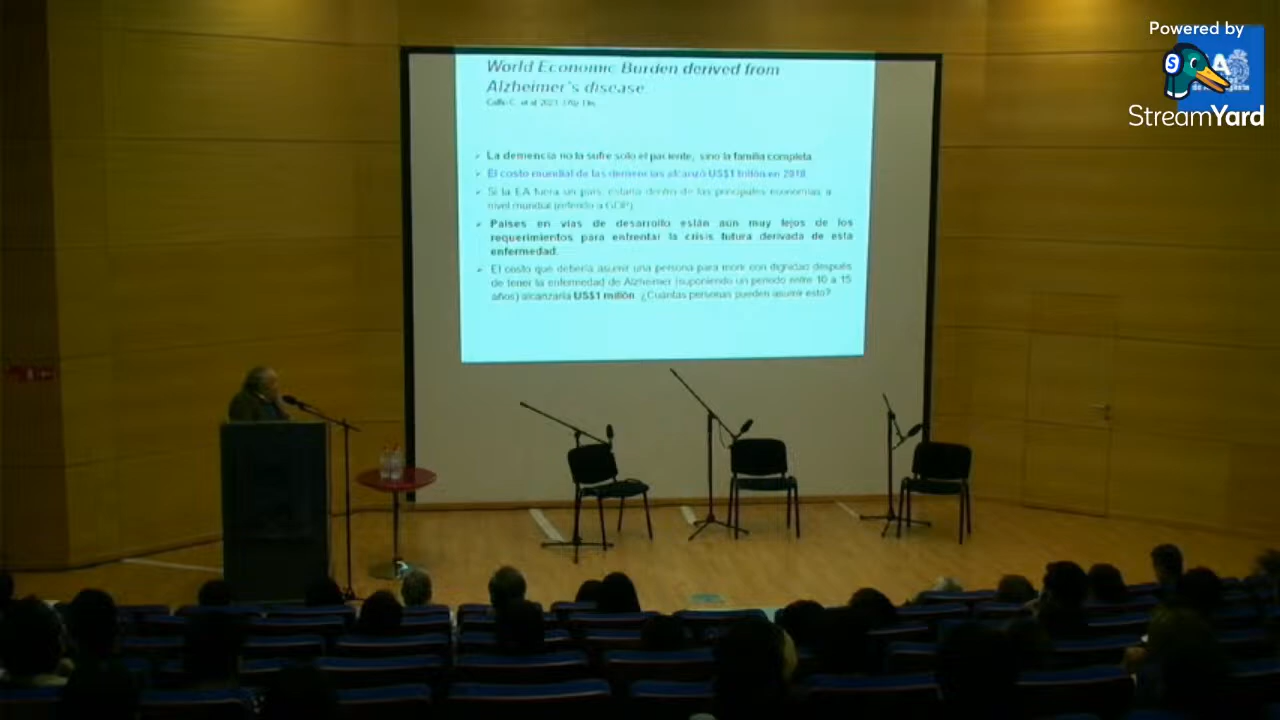 Powered by
StreamYard
World Economic Burden derived from
Alzheimer's disease
et al 2021
La demencia no la sufre solo el paciente, sino la familia completa
El costo mundial de las demencias alcanzó US$1 trillón en 2018
Si la EA fuera un país, estaría dentro de las principales economías a
nivel mundial (referido a GDP)
Países en vías de desarrollo están aún muy lejos de los
requerimientos para enfrentar la crisis futura derivada de esta
enfermedad.
El costo que debería asumir una persona para morir con dignidad después
de tener la enfermedad de Alzheimer (suponiendo un periodo entre 10 a 15
años) alcanzaría US$1 millón. ¿Cuántas personas pueden asumir esto?